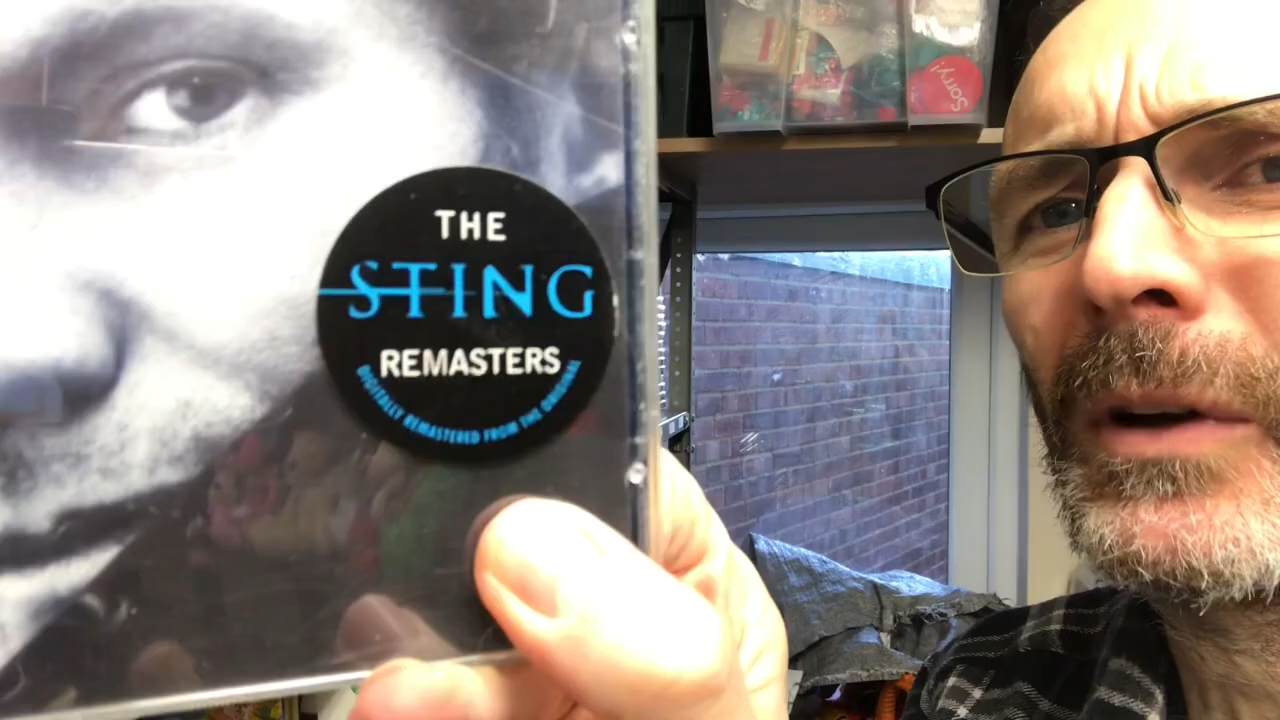 Sorry!
THE
STING
REMASTERS
DIGITALLY REMASTERED FROM THE ORIGINAL